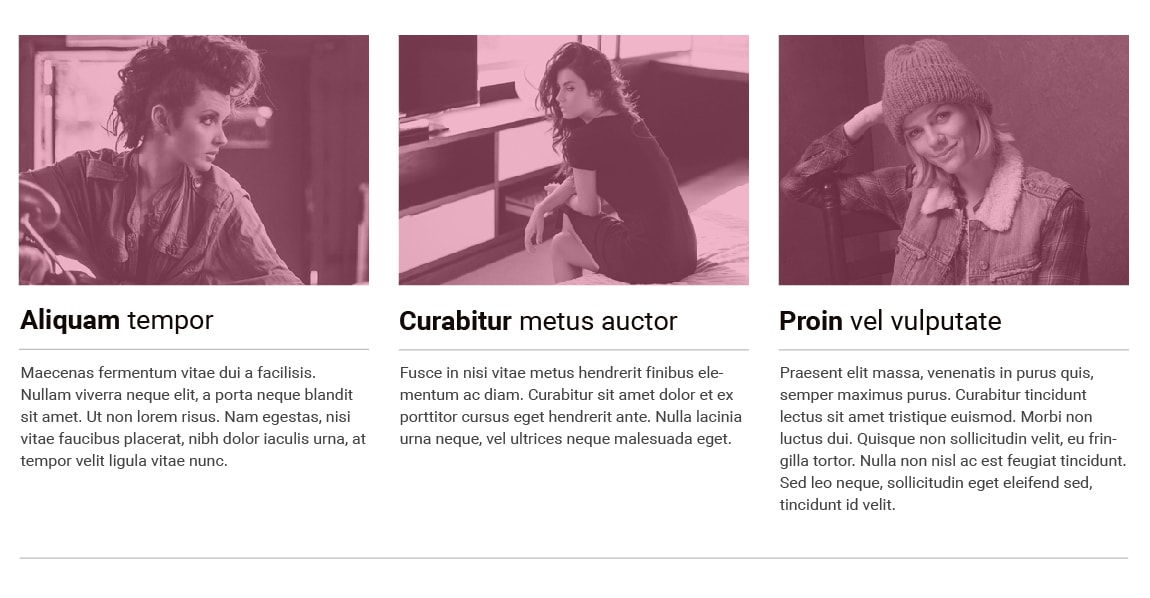 Aliquam tempor
Maecenas fermentum vitae dui a facilisis.
Nullam viverra neque elit, a porta neque blandit
sit amet. Ut non lorem risus. Nam egestas, nisi
vitae faucibus placerat, nibh dolor iaculis urna, at
tempor velit ligula vitae nunc.
Curabitur metus auctor
Fusce in nisi vitae metus hendrerit finibus ele-
mentum ac diam. Curabitur sit amet dolor et ex
porttitor cursus eget hendrerit ante. Nulla lacinia
urna neque, vel ultrices neque malesuada eget.
Proin vel vulputate
Praesent elit massa, venenatis in purus quis,
semper maximus purus. Curabitur tincidunt
lectus sit amet tristique euismod. Morbi non
luctus dui. Quisque non sollicitudin velit, eu frin-
gilla tortor. Nulla non nisl ac est feugiat tincidunt.
Sed leo neque, sollicitudin eget eleifend sed,
tincidunt id velit.